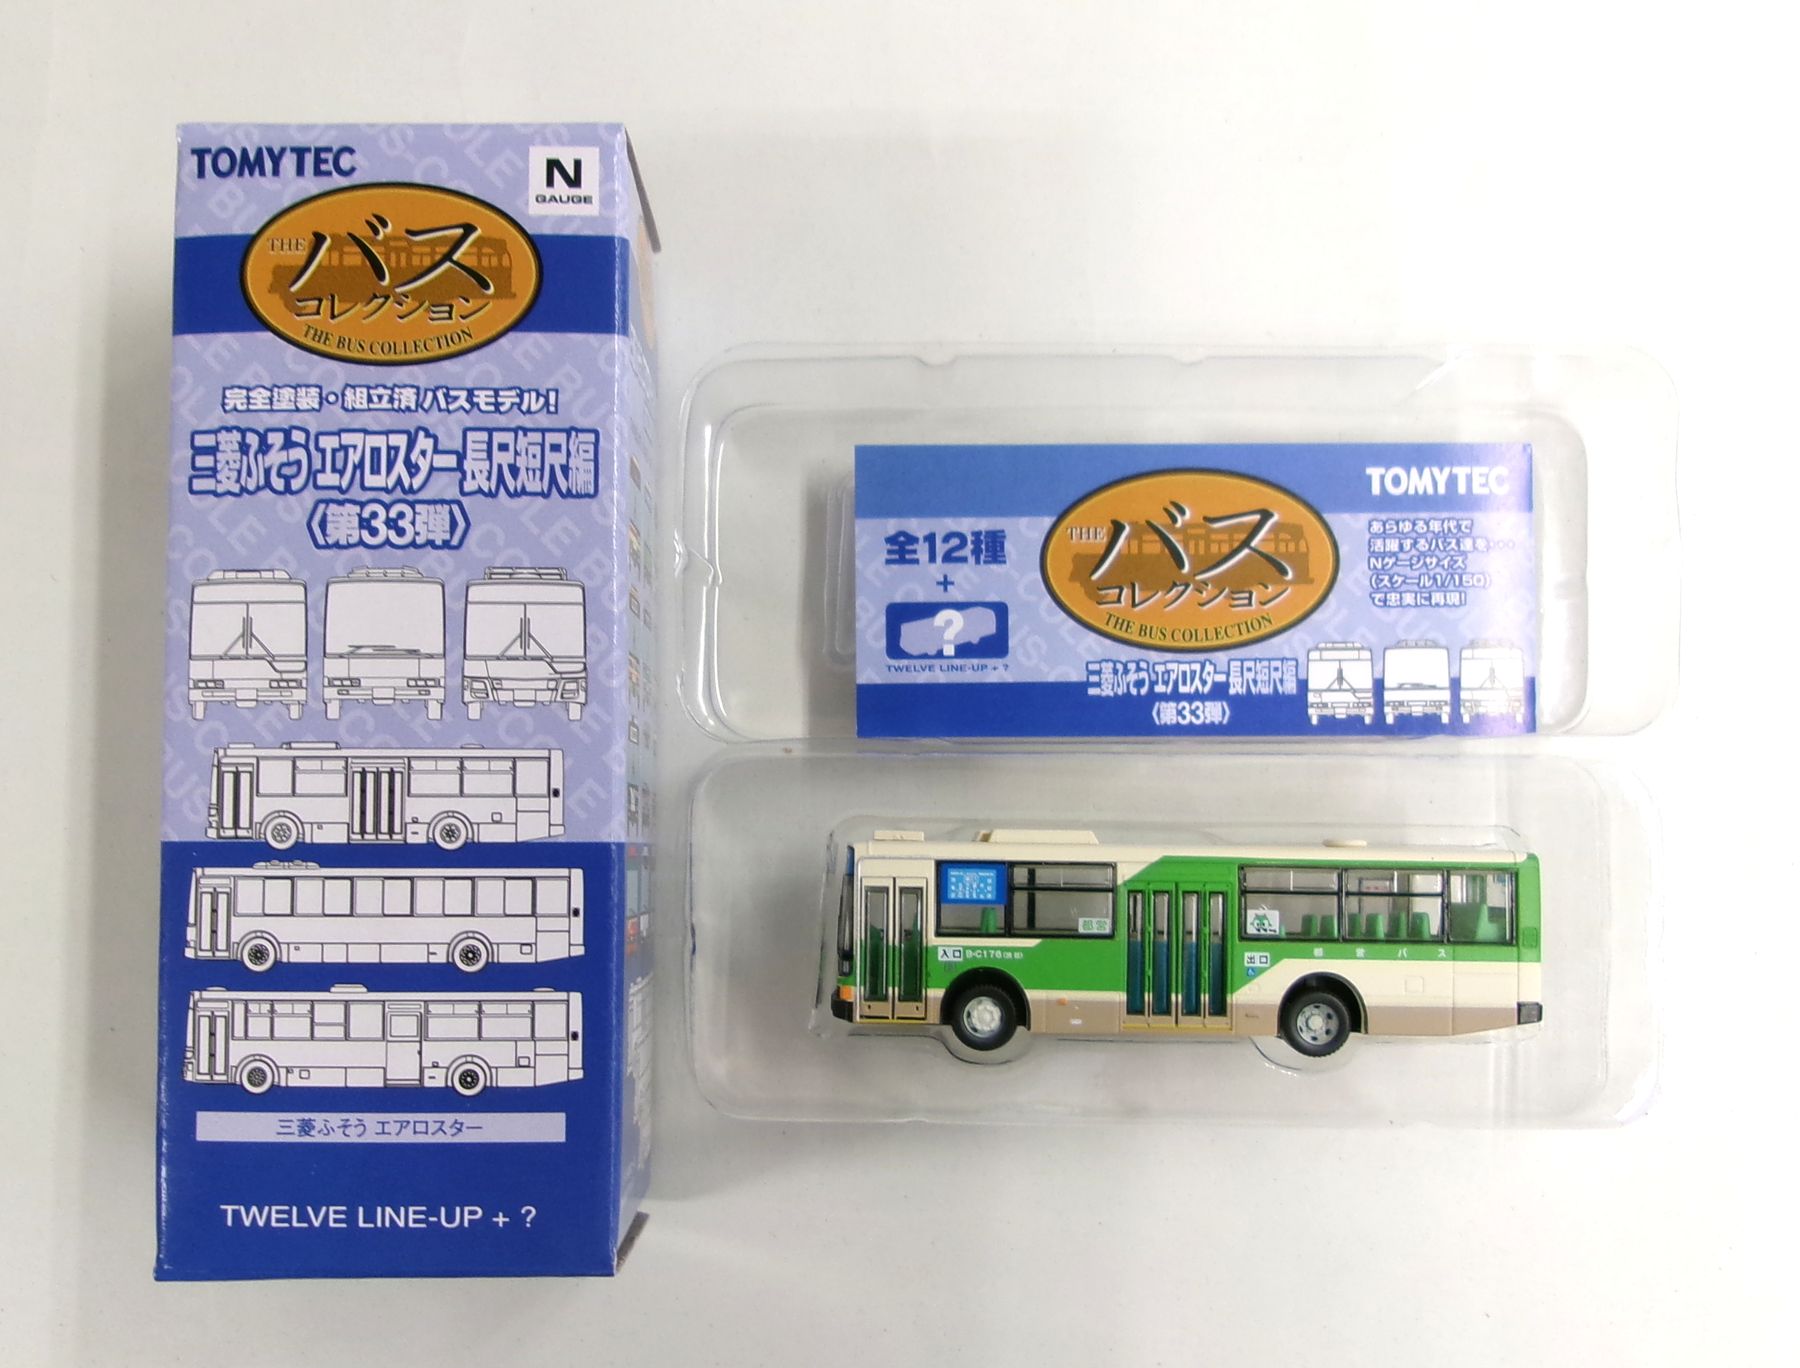 TOMYTEC
N
GAUGE
THE
バス
コレクション
THE BUS COLLECTION
完全塗装・組立済 バスモデル!
三菱ふそう エアロスター 長尺短尺編
〈第33弾〉
三菱ふそう エアロスター
TWELVE LINE-UP + ?
TOMYTEC
全12種
+
?
TWELVE LINE-UP + ?
THE
バス
コレクション
THE BUS COLLECTION
あらゆる年代で
活躍するバス達を・・・
Nゲージサイズ
(スケール1/150)
で忠実に再現!
三菱ふそう エアロスター 長尺短尺編
〈第33弾〉
都営
入口
B-C176
出口
都営バス